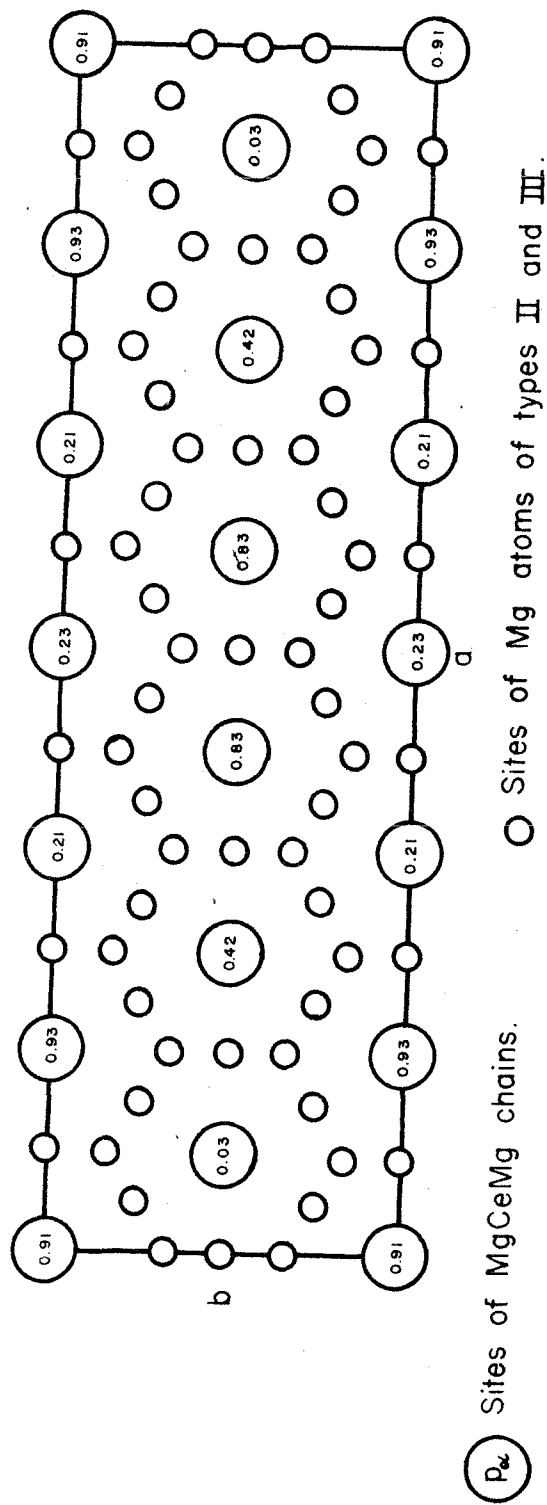 0.91 0.93 0.21 0.23 0.21 0.93 0.91
b 0.03 0.42 0.83 0.83 0.42 0.03
0.91 0.93 0.21 0.23 0.21 0.93 0.91
a
Pα Sites of MgCeMg chains. Sites of Mg atoms of types II and III.